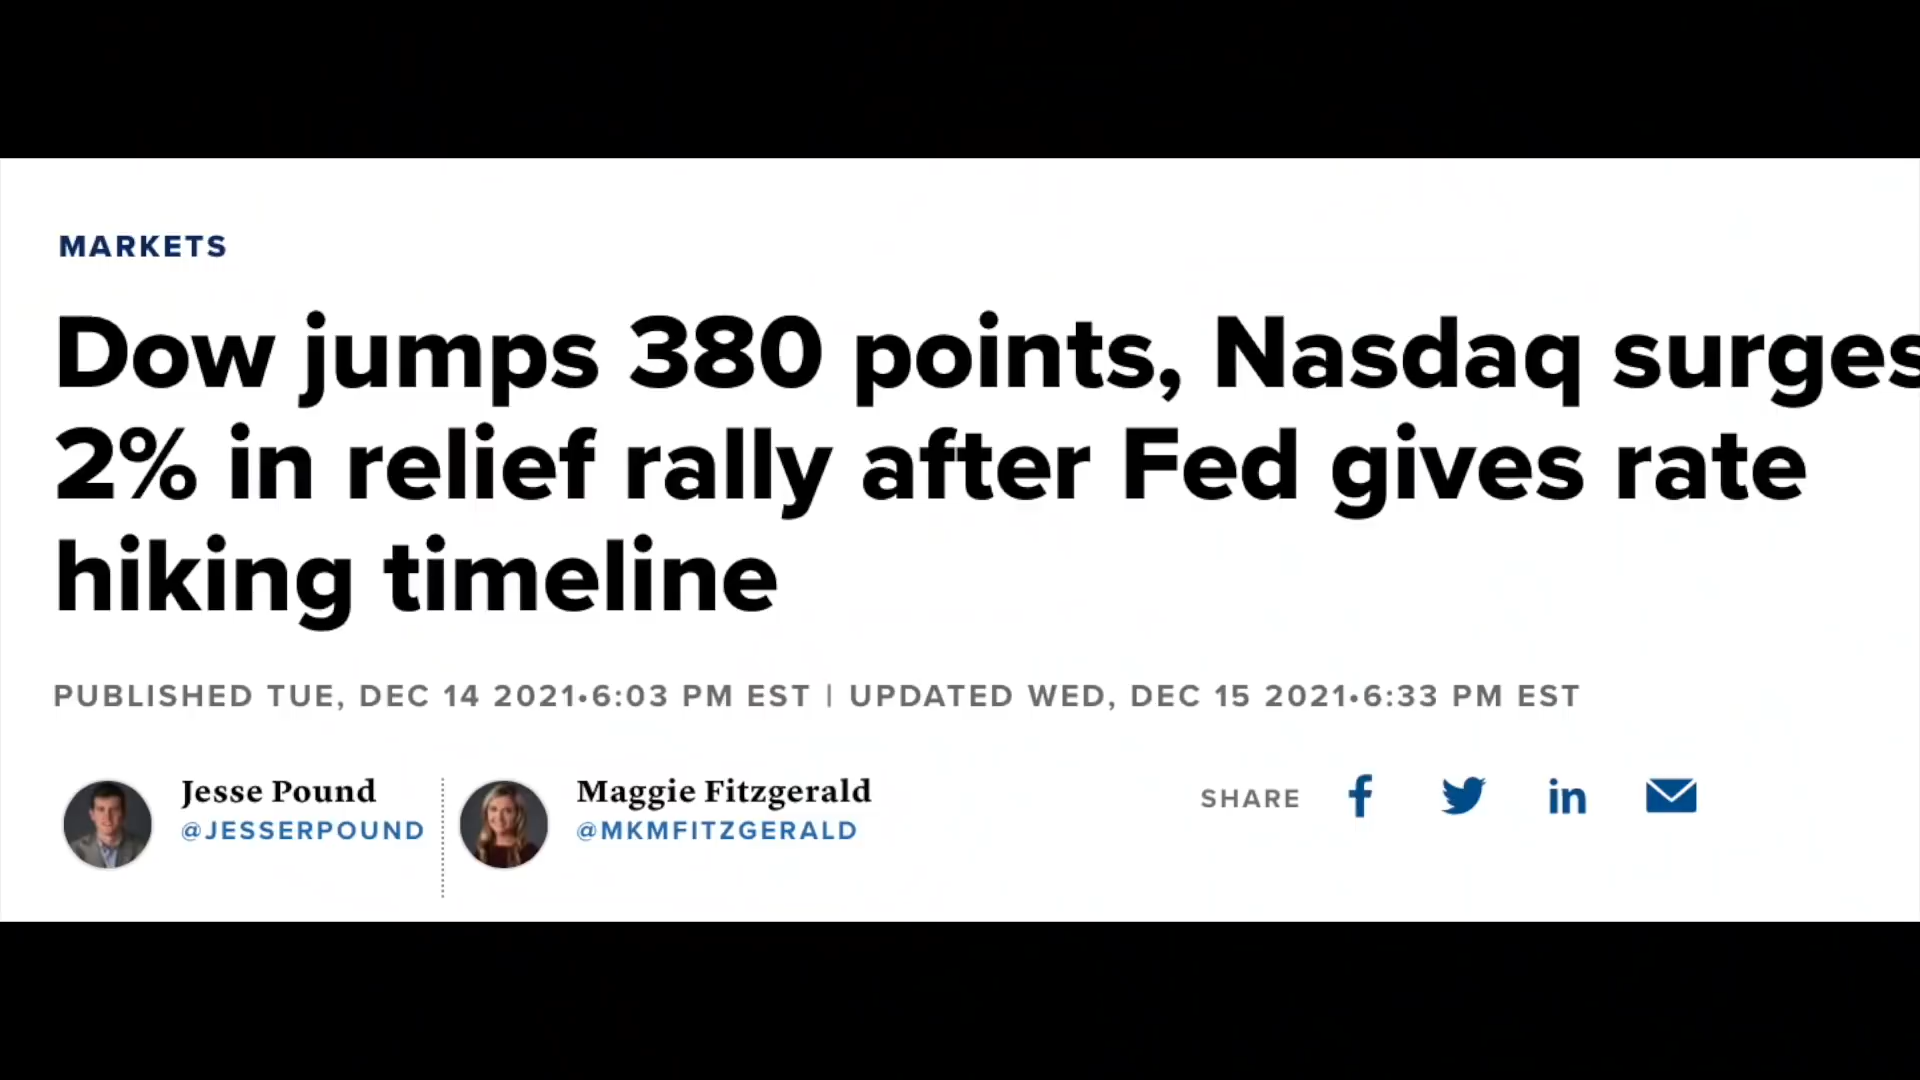 MARKETS
Dow jumps 380 points, Nasdaq surges
2% in relief rally after Fed gives rate
hiking timeline
PUBLISHED TUE, DEC 14 2021•6:03 PM EST | UPDATED WED, DEC 15 2021•6:33 PM EST
Jesse Pound
@JESSERPOUND
Maggie Fitzgerald
@MKMFITZGERALD
SHARE